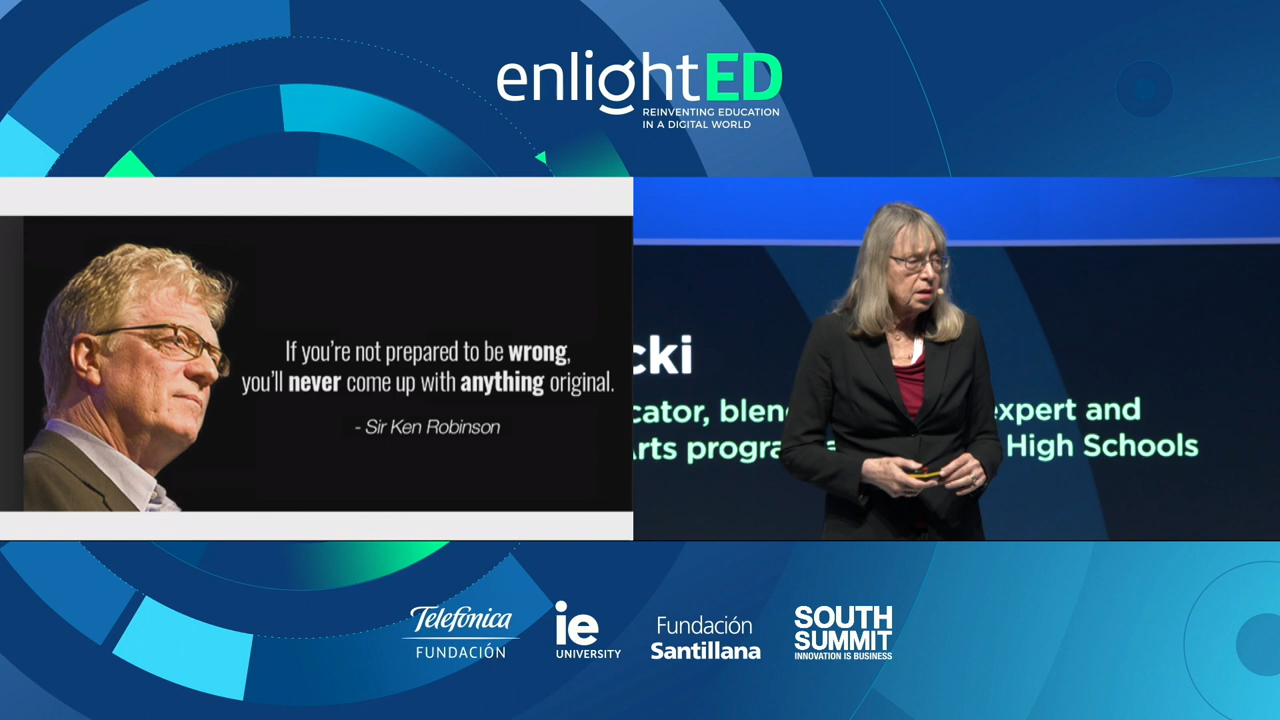 enlightED
REINVENTING EDUCATION
IN A DIGITAL WORLD
If you're not prepared to be wrong,
you'll never come up with anything original.
- Sir Ken Robinson
cki
cator, blen expert and
Arts progra High Schools
Telefónica
FUNDACIÓN
ie
UNIVERSITY
Fundación
Santillana
SOUTH
SUMMIT
INNOVATION IS BUSINESS